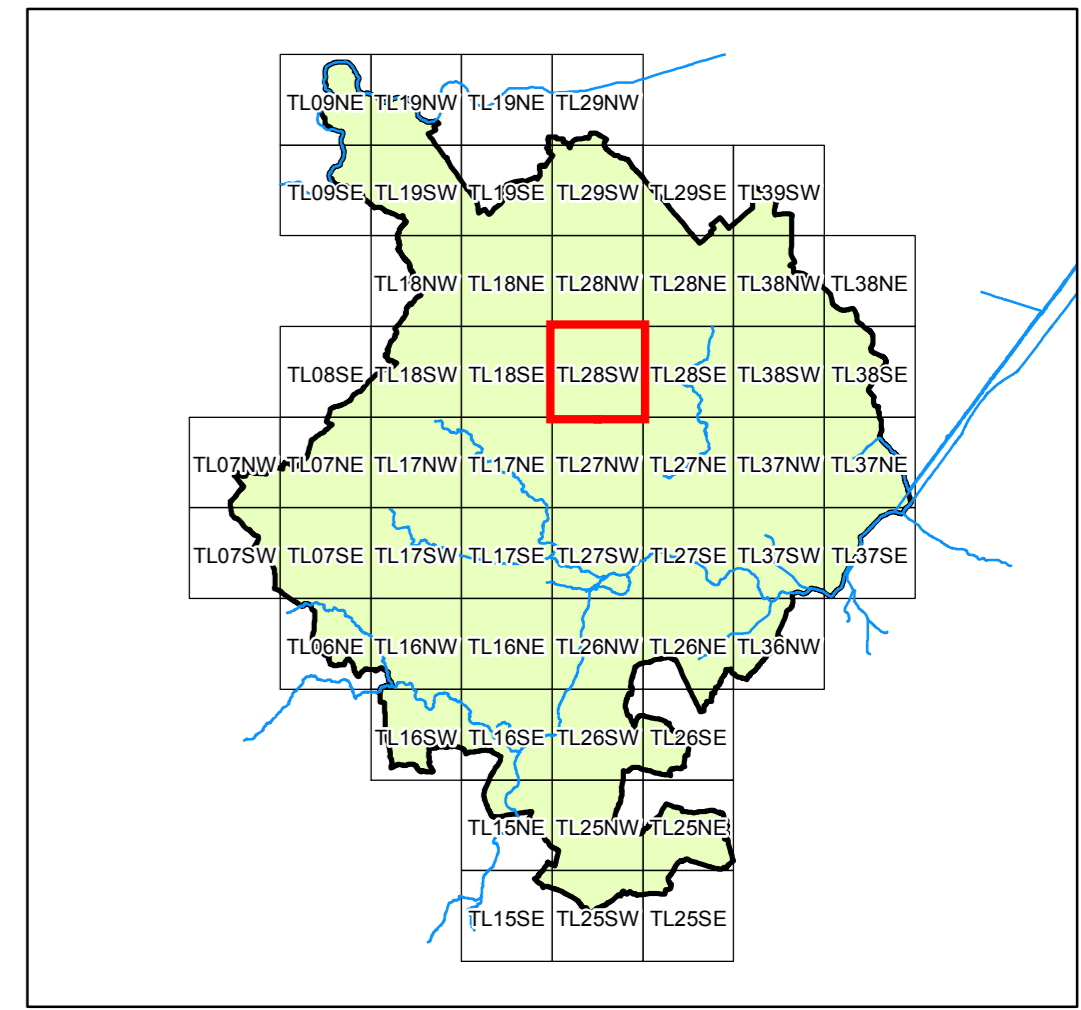 TL09NE TL19NW TL19NE TL29NW
TL09SE TL19SW TL19SE TL29SW TL29SE TL39SW
TL18NW TL18NE TL28NW TL28NE TL38NW TL38NE
TL08SE TL18SW TL18SE TL28SW TL28SE TL38SW TL38SE
TL07NW TL07NE TL17NW TL17NE TL27NW TL27NE TL37NW TL37NE
TL07SW TL07SE TL17SW TL17SE TL27SW TL27SE TL37SW TL37SE
TL06NE TL16NW TL16NE TL26NW TL26NE TL36NW
TL16SW TL16SE TL26SW TL26SE
TL15NE TL25NW TL25NE
TL15SE TL25SW TL25SE